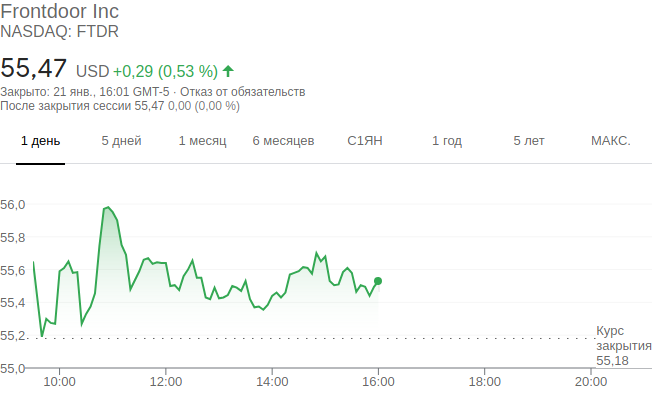 Frontdoor Inc
NASDAQ: FTDR
55,47 USD +0,29 (0,53 %)
Закрыто: 21 янв., 16:01 GMT-5 · Отказ от обязательств
После закрытия сессии 55,47 0,00 (0,00 %)
1 день 5 дней 1 месяц 6 месяцев С1ЯН 1 год 5 лет МАКС.
56,0
55,8
55,6
55,4
55,2
Курс
закрытия
55,18
55,0
10:00 12:00 14:00 16:00 18:00 20:00